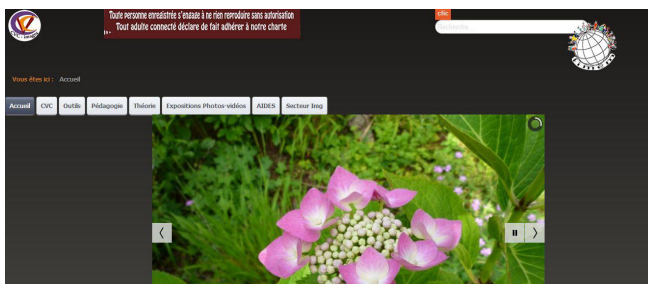 Toute personne enregistrée s'engage à ne rien reproduire sans autorisation
Tout adulte connecté déclare de fait adhérer à notre charte
clic
Vous êtes ici : Accueil
Accueil CVC Outils Pédagogie Théorie Expositions Photos-vidéos AIDES Secteur Img